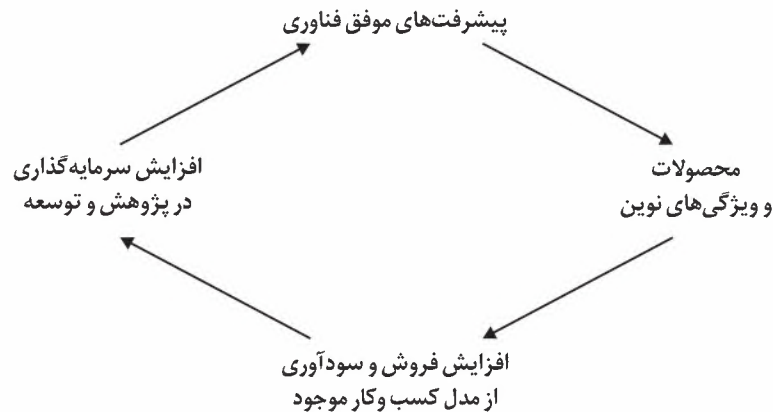 پیشرفت‌های موفق فناوری
محصولات
و ویژگی‌های نوین
افزایش سرمایه‌گذاری
در پژوهش و توسعه
افزایش فروش و سودآوری
از مدل کسب وکار موجود